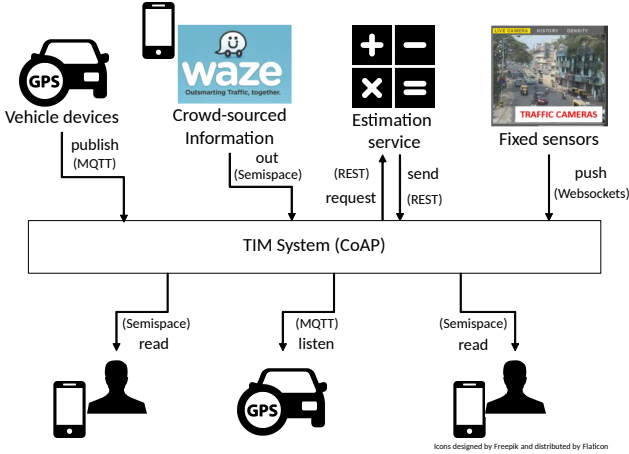 LIVE CAMERA HISTORY DENSITY
waze
Outsmarting Traffic, together.
TRAFFIC CAMERAS
GPS
Vehicle devices
Crowd-sourced
Information
Estimation
service
Fixed sensors
publish
(MQTT)
out
(Semispace)
(REST)
request
send
(REST)
push
(Websockets)
TIM System (CoAP)
(Semispace)
read
(MQTT)
listen
(Semispace)
read
GPS
Icons designed by Freepik and distributed by Flaticon